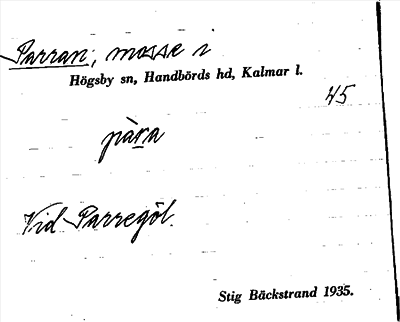 Parran, mosse i
Högsby sn, Handbörds hd, Kalmar l.
45
pàra
Vid Parregöl.
Stig Bäckstrand 1935.